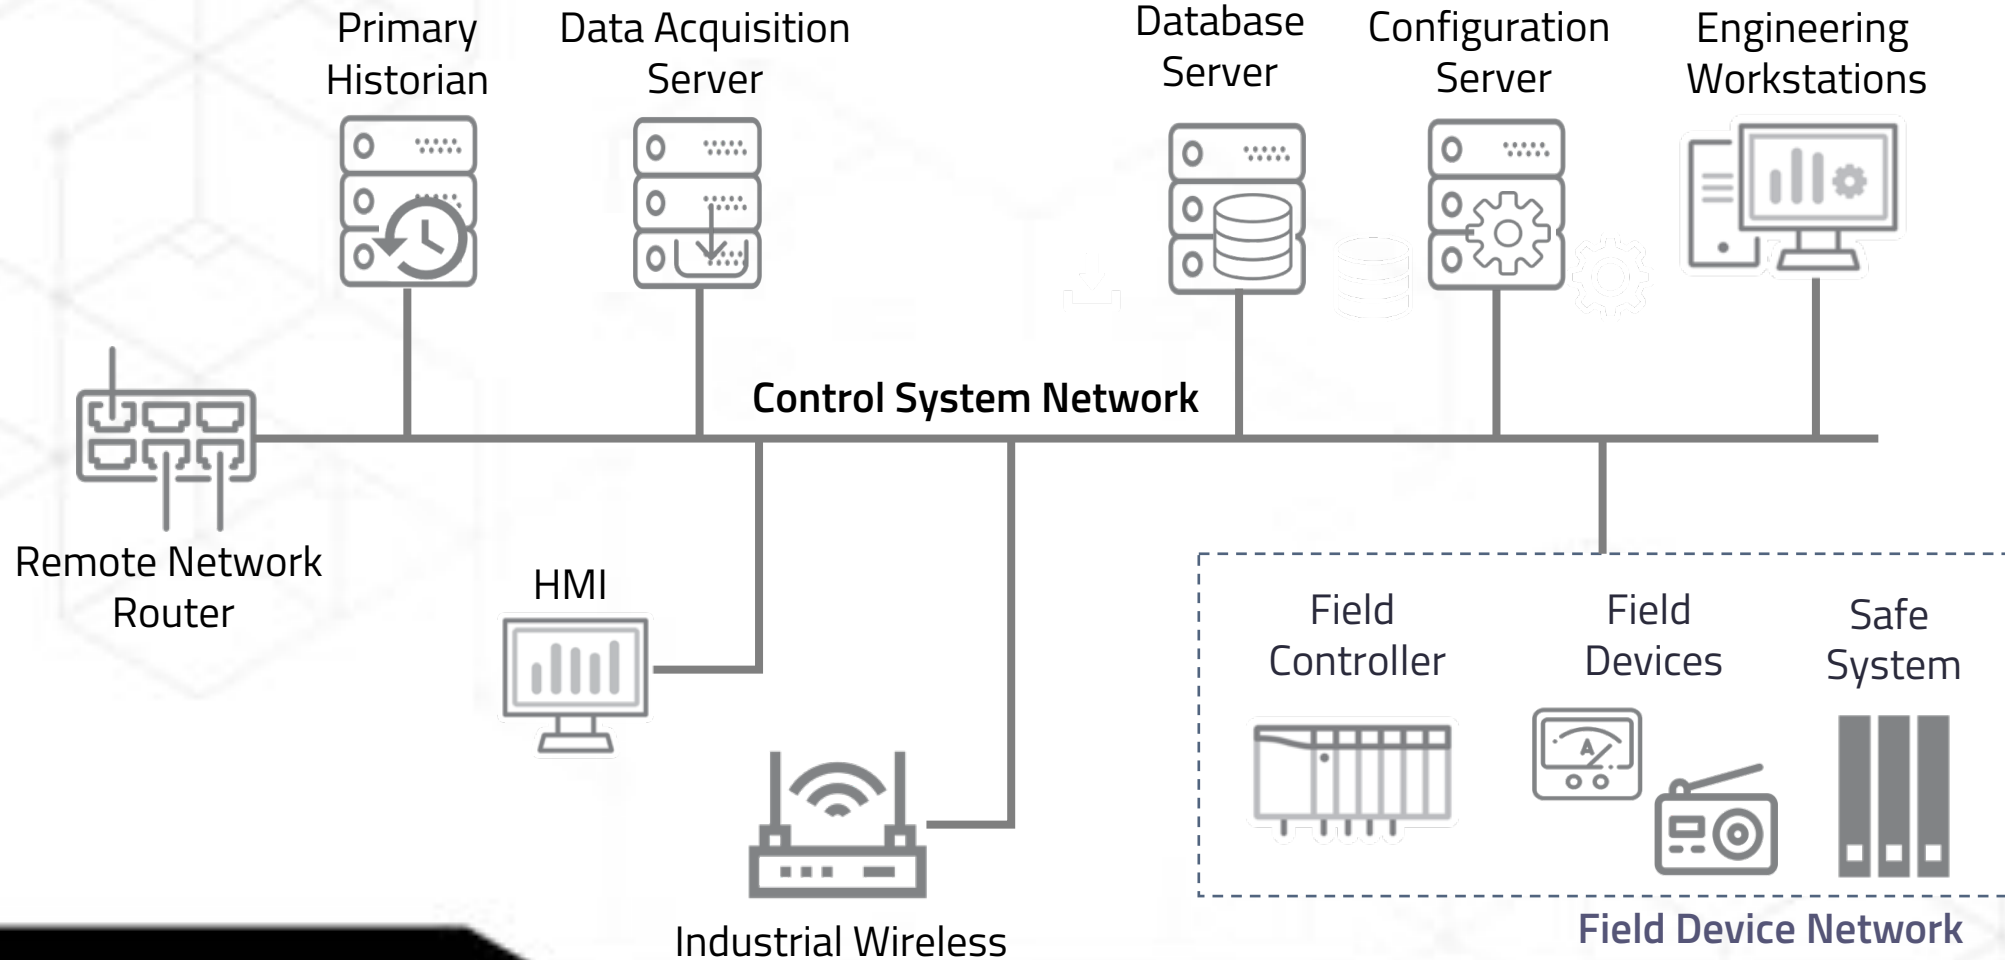 Primary
Historian
Data Acquisition
Server
Database
Server
Configuration
Server
Engineering
Workstations
Control System Network
Remote Network
Router
HMI
Field
Controller
Field
Devices
A
Safe
System
Industrial Wireless
Field Device Network